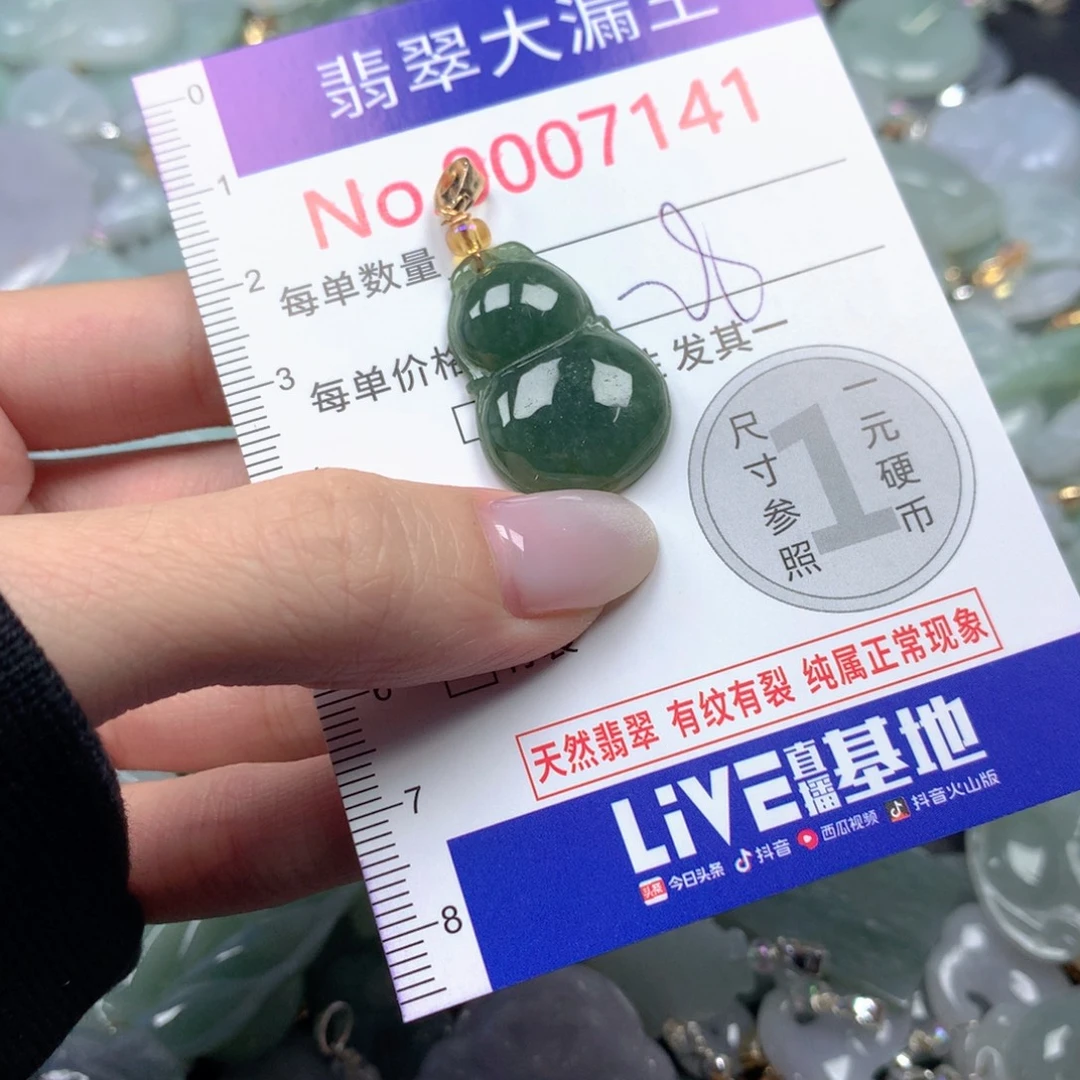 翡翠大漏王
No 0007141
每单数量
每单价格
发其一
0
1
2
3
6
7
8
尺寸参照
一元硬币
1
天然翡翠 有纹有裂 纯属正常现象
LiVE直播基地
头条 今日头条 抖音 西瓜视频 抖音火山版